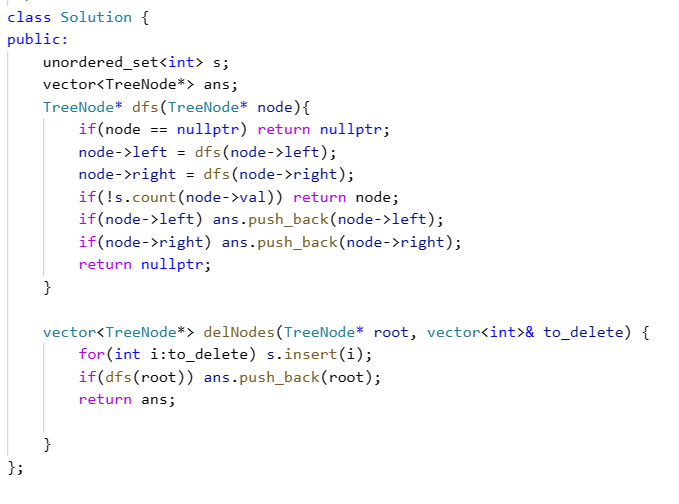 class Solution {
public:
    unordered_set<int> s;
    vector<TreeNode*> ans;
    TreeNode* dfs(TreeNode* node){
        if(node == nullptr) return nullptr;
        node->left = dfs(node->left);
        node->right = dfs(node->right);
        if(!s.count(node->val)) return node;
        if(node->left) ans.push_back(node->left);
        if(node->right) ans.push_back(node->right);
        return nullptr;
    }

    vector<TreeNode*> delNodes(TreeNode* root, vector<int>& to_delete) {
        for(int i:to_delete) s.insert(i);
        if(dfs(root)) ans.push_back(root);
        return ans;

    }
};